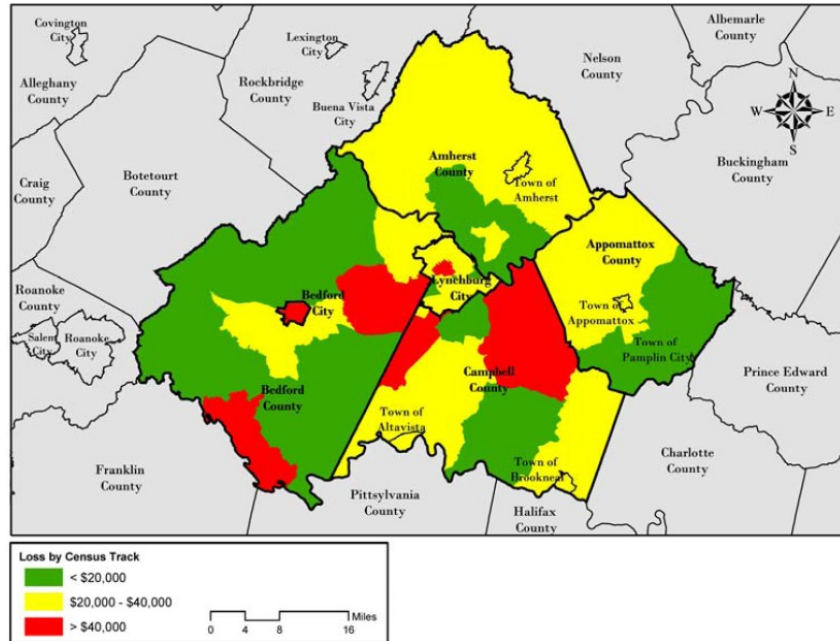 Covington
City
Alleghany
County
Craig
County
Botetourt
County
Roanoke
County
Salem
City
Roanoke
City
Franklin
County
Lexington
City
Rockbridge
County
Buena Vista
City
Nelson
County
Albemarle
County
N
W
E
S
Buckingham
County
Amherst
County
Town of
Amherst
Appomattox
County
Lynchburg
City
Bedford
City
Town of
Appomattox
Town of
Pamplin City
Prince Edward
County
Bedford
County
Campbell
County
Town of
Altavista
Town of
Brookneal
Charlotte
County
Pittsylvania
County
Halifax
County
Loss by Census Track
< $20,000
$20,000 - $40,000
> $40,000
Miles
0 4 8 16